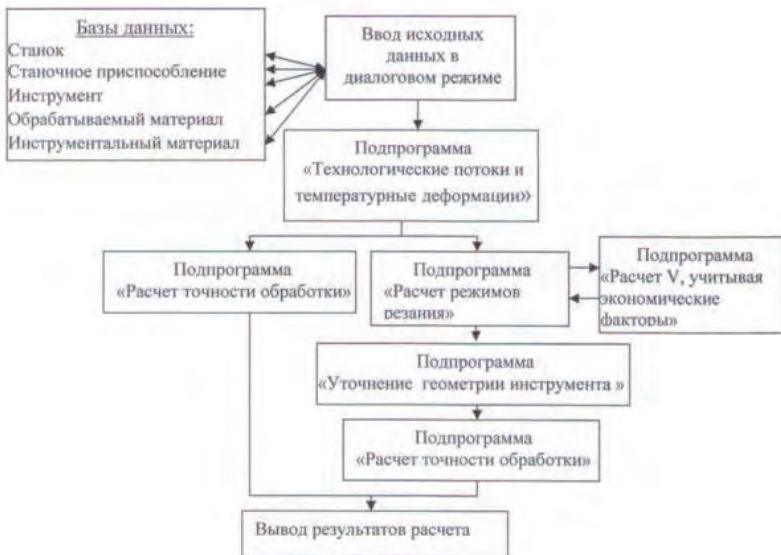 Базы данных:
Станок
Станочное приспособление
Инструмент
Обрабатываемый материал
Инструментальный материал
Ввод исходных
данных в
диалоговом режиме
Подпрограмма
«Технологические потоки и
температурные деформации»
Подпрограмма
«Расчет точности обработки»
Подпрограмма
«Расчет режимов
резания»
Подпрограмма
«Расчет V, учитывая
экономические
факторы»
Подпрограмма
«Уточнение геометрии инструмента »
Подпрограмма
«Расчет точности обработки»
Вывод результатов расчета